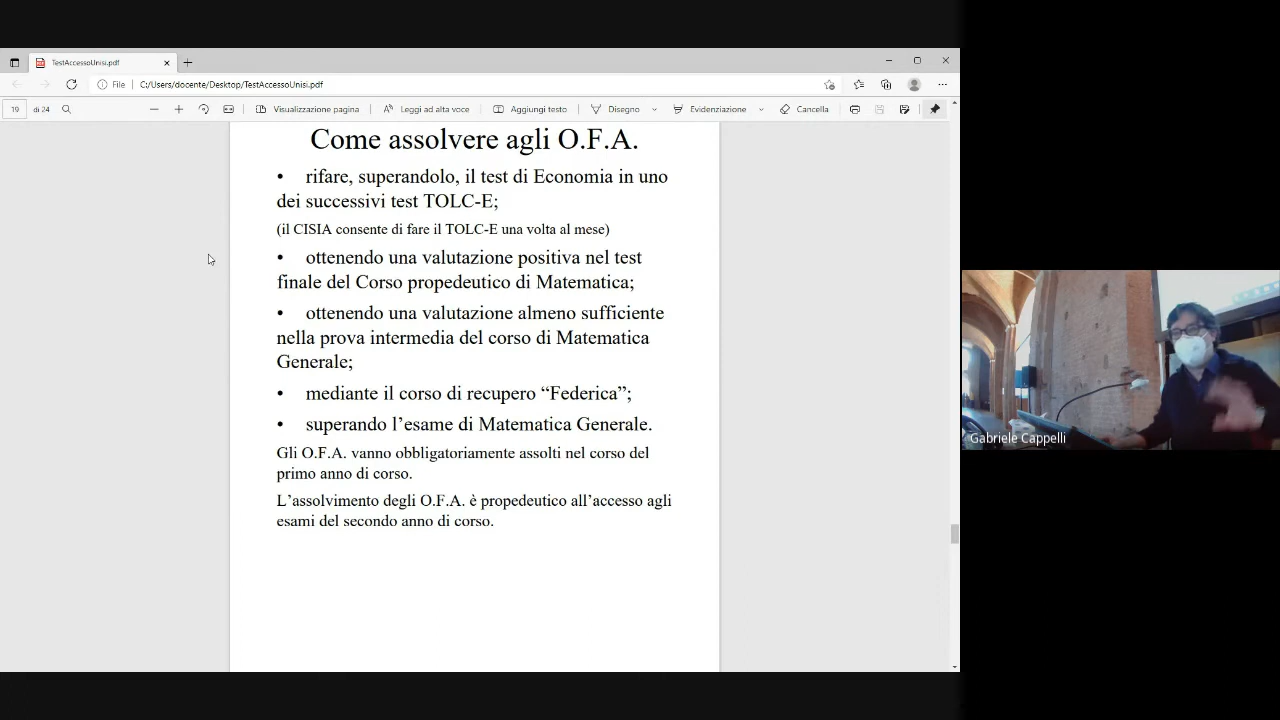 TestAccessoUnisi.pdf
File
C:/Users/docente/Desktop/TestAccessoUnisi.pdf
19 di 24
Visualizzazione pagina
Leggi ad alta voce
Aggiungi testo
Disegno
Evidenziazione
Cancella
Come assolvere agli O.F.A.
• rifare, superandolo, il test di Economia in uno
dei successivi test TOLC-E;
(il CISIA consente di fare il TOLC-E una volta al mese)
• ottenendo una valutazione positiva nel test
finale del Corso propedeutico di Matematica;
• ottenendo una valutazione almeno sufficiente
nella prova intermedia del corso di Matematica
Generale;
• mediante il corso di recupero “Federica”;
• superando l’esame di Matematica Generale.
Gli O.F.A. vanno obbligatoriamente assolti nel corso del
primo anno di corso.
L’assolvimento degli O.F.A. è propedeutico all’accesso agli
esami del secondo anno di corso.
Gabriele Cappelli